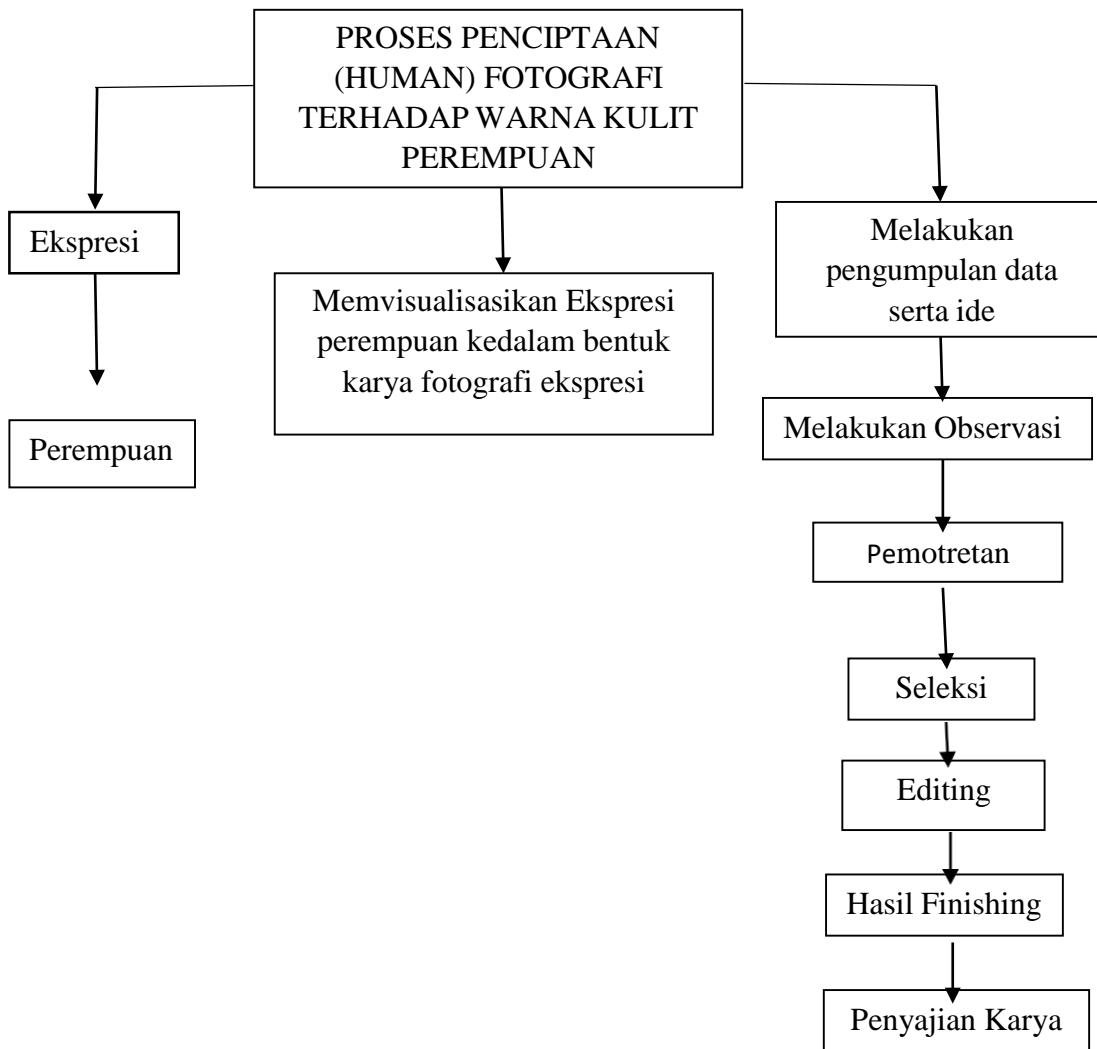 PROSES PENCIPTAAN
(HUMAN) FOTOGRAFI
TERHADAP WARNA KULIT
PEREMPUAN
Ekspresi
Perempuan
Memvisualisasikan Ekspresi
perempuan kedalam bentuk
karya fotografi ekspresi
Melakukan
pengumpulan data
serta ide
Melakukan Observasi
Pemotretan
Seleksi
Editing
Hasil Finishing
Penyajian Karya